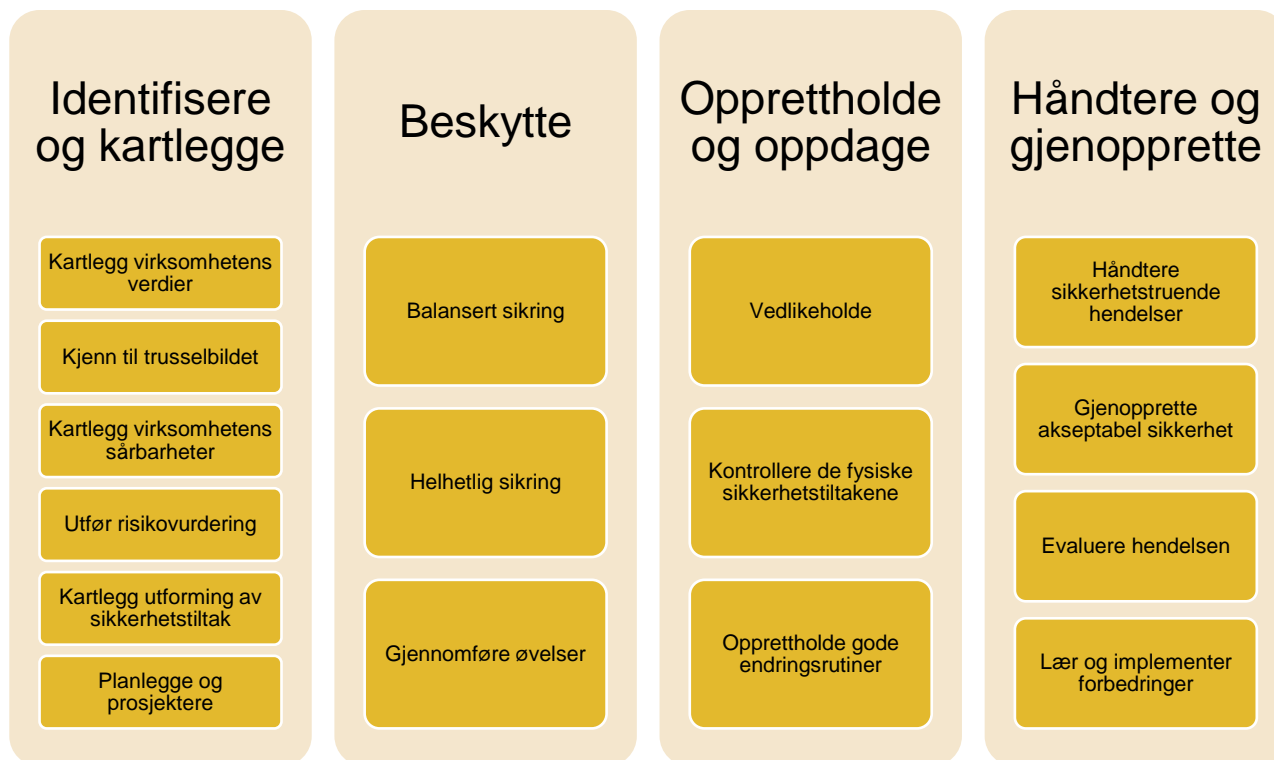 Identifisere
og kartlegge
Kartlegg virksomhetens
verdier
Kjenn til trusselbildet
Kartlegg virksomhetens
sårbarheter
Utfør risikovurdering
Kartlegg utforming av
sikkerhetstiltak
Planlegge og
prosjektere
Beskytte
Balansert sikring
Helhetlig sikring
Gjennomføre øvelser
Opprettholde
og oppdage
Vedlikeholde
Kontrollere de fysiske
sikkerhetstiltakene
Opprettholde gode
endringsrutiner
Håndtere og
gjenopprette
Håndtere
sikkerhetstruende
hendelser
Gjenopprette
akseptabel sikkerhet
Evaluere hendelsen
Lær og implementer
forbedringer